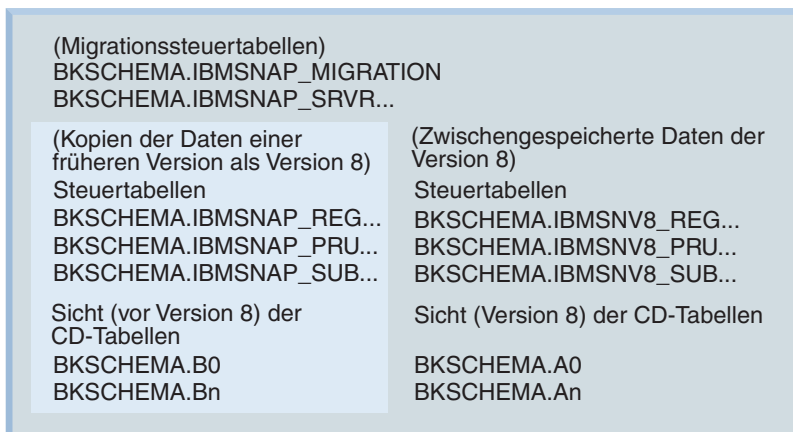 (Migrationssteuertabellen)
BKSCHEMA.IBMSNAP_MIGRATION
BKSCHEMA.IBMSNAP_SRVR...
(Kopien der Daten einer
früheren Version als Version 8)
Steuertabellen
BKSCHEMA.IBMSNAP_REG...
BKSCHEMA.IBMSNAP_PRU...
BKSCHEMA.IBMSNAP_SUB...
Sicht (vor Version 8) der
CD-Tabellen
BKSCHEMA.B0
BKSCHEMA.Bn
(Zwischengespeicherte Daten der
Version 8)
Steuertabellen
BKSCHEMA.IBMSNV8_REG...
BKSCHEMA.IBMSNV8_PRU...
BKSCHEMA.IBMSNV8_SUB...
Sicht (Version 8) der CD-Tabellen
BKSCHEMA.A0
BKSCHEMA.An